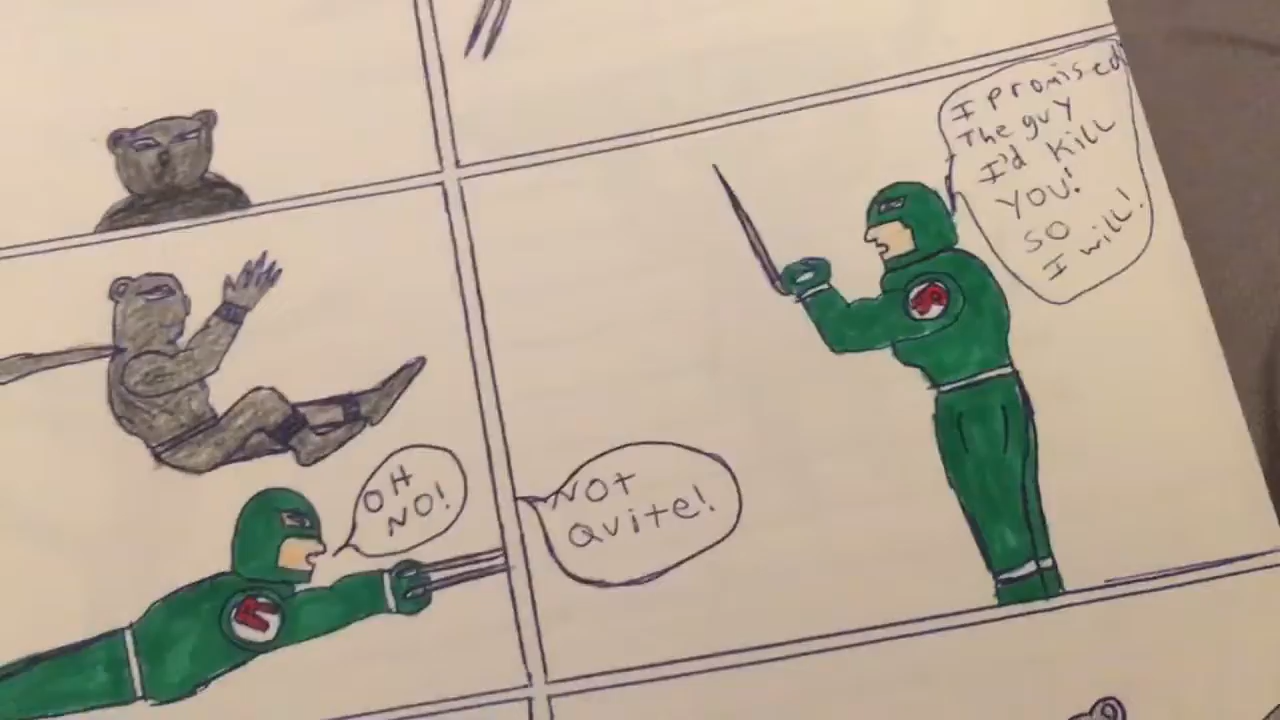 OH
NO!
NOT
QUITE!
I promised
The guy
I'd Kill
YOU!
SO
I will!
R